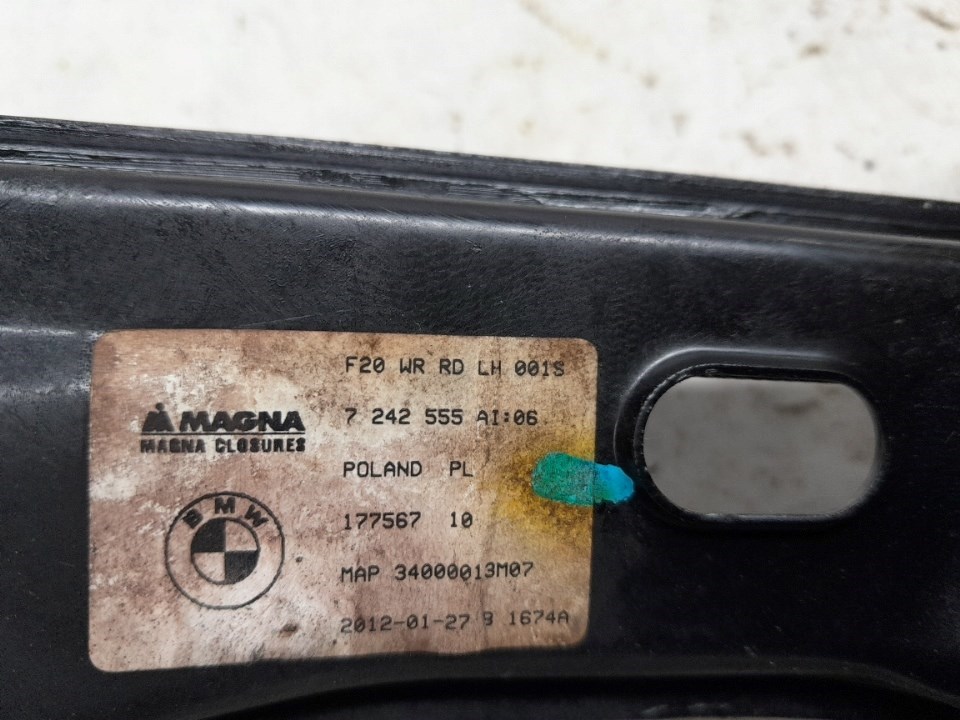 F20 WR RD LH 001S
MAGNA
7 242 555 AI:06
MAGNA CLOSURES
POLAND PL
BMW
177567 10
MAP 34000013M07
2012-01-27 1674A